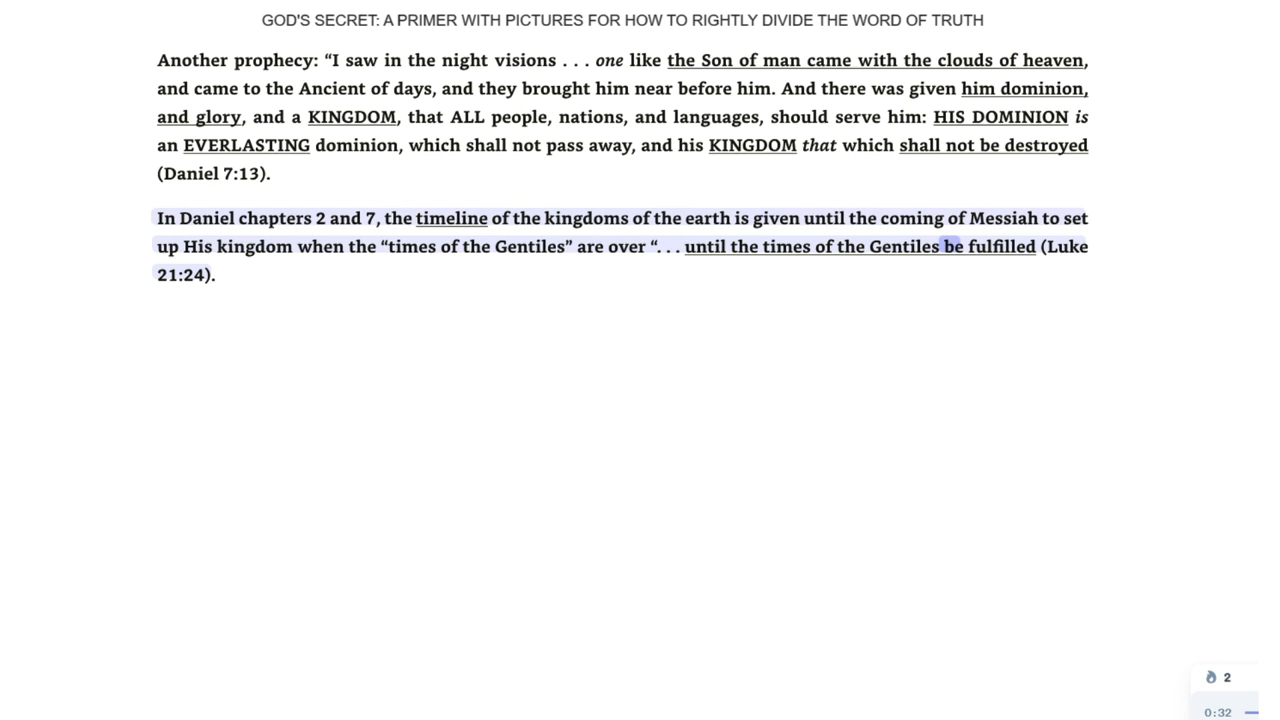 GOD'S SECRET: A PRIMER WITH PICTURES FOR HOW TO RIGHTLY DIVIDE THE WORD OF TRUTH
Another prophecy: “I saw in the night visions . . . one like the Son of man came with the clouds of heaven,
and came to the Ancient of days, and they brought him near before him. And there was given him dominion,
and glory, and a KINGDOM, that ALL people, nations, and languages, should serve him: HIS DOMINION is
an EVERLASTING dominion, which shall not pass away, and his KINGDOM that which shall not be destroyed
(Daniel 7:13).
In Daniel chapters 2 and 7, the timeline of the kingdoms of the earth is given until the coming of Messiah to set
up His kingdom when the “times of the Gentiles” are over “. . . until the times of the Gentiles be fulfilled (Luke
21:24).
2
0:32